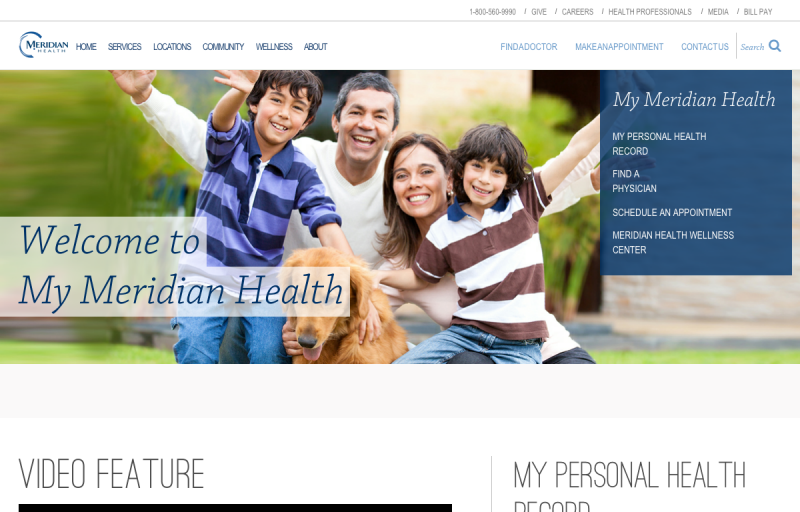 1-800-560-9990 / GIVE / CAREERS / HEALTH PROFESSIONALS / MEDIA / BILL PAY
MERIDIAN
HEALTH
HOME SERVICES LOCATIONS COMMUNITY WELLNESS ABOUT
FINDADOCTOR MAKEANAPPOINTMENT CONTACTUS Search
My Meridian Health
MY PERSONAL HEALTH
RECORD
FIND A
PHYSICIAN
SCHEDULE AN APPOINTMENT
MERIDIAN HEALTH WELLNESS
CENTER
Welcome to
My Meridian Health
VIDEO FEATURE
MY PERSONAL HEALTH
RECORD